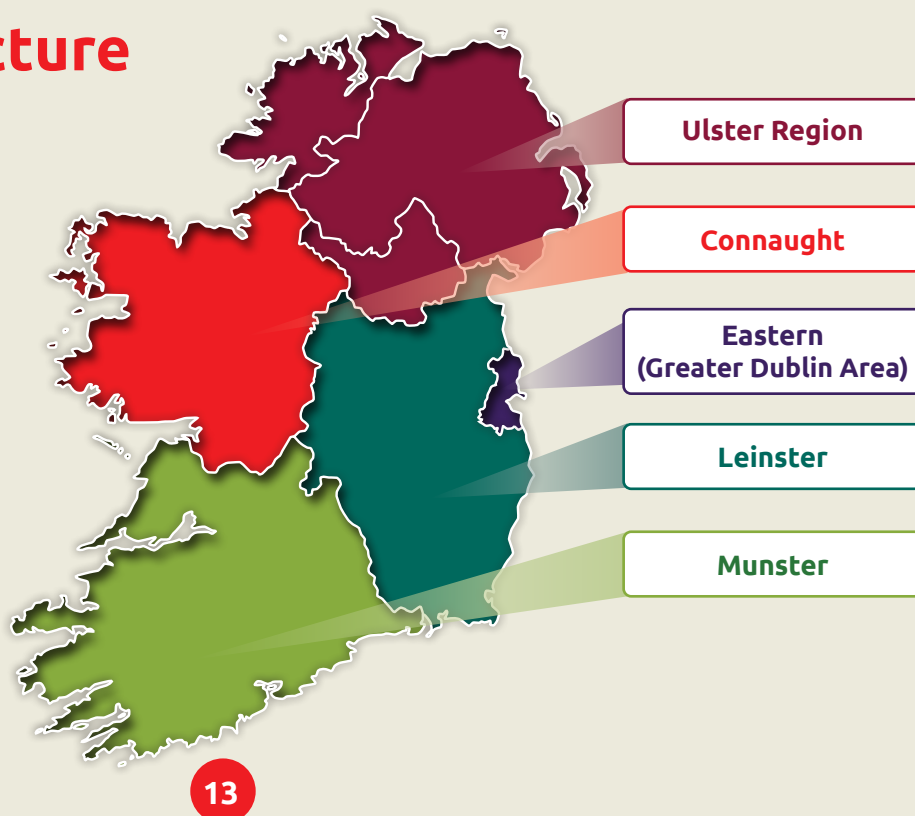 cture
Ulster Region
Connaught
Eastern
(Greater Dublin Area)
Leinster
Munster
13